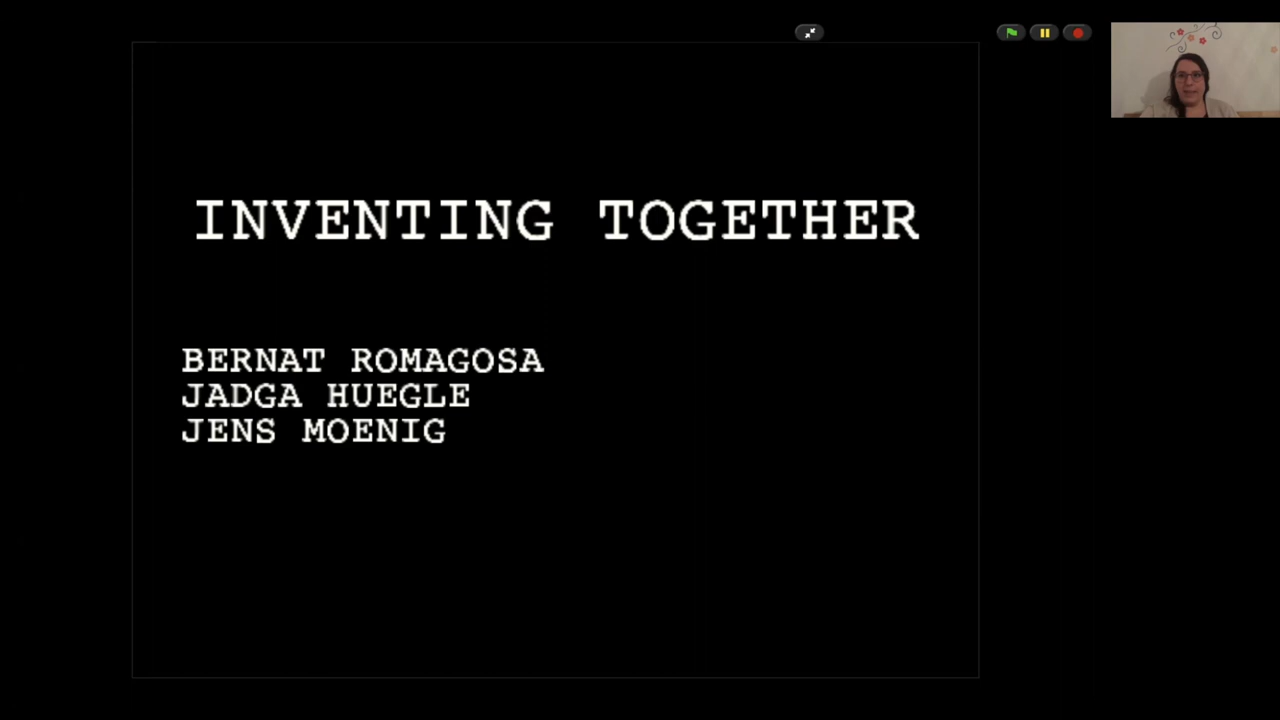 INVENTING TOGETHER
BERNAT ROMAGOSA
JADGA HUEGLE
JENS MOENIG